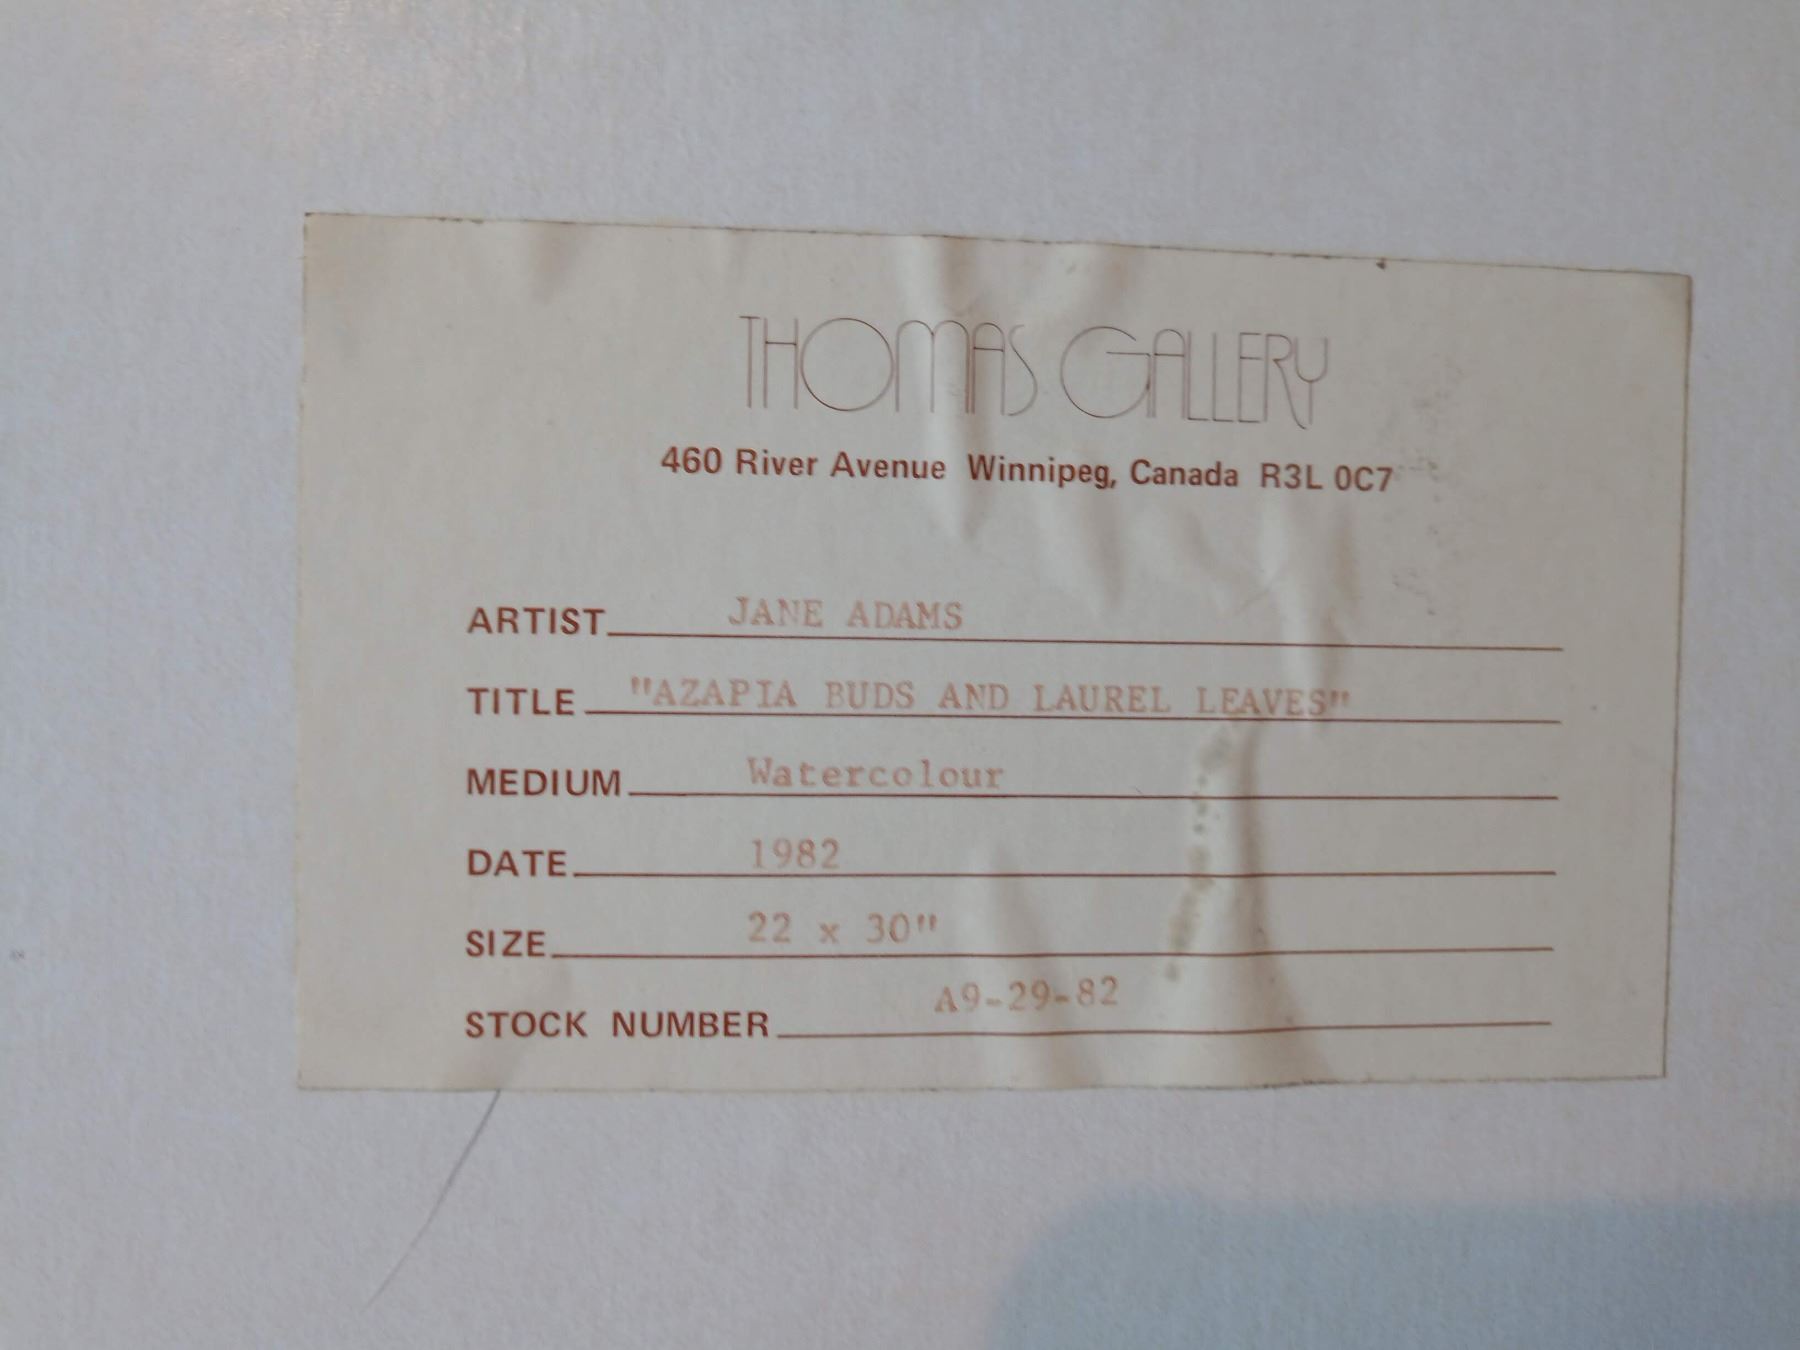 THOMAS GALLERY
460 River Avenue Winnipeg, Canada R3L 0C7
ARTIST JANE ADAMS
TITLE "AZAPIA BUDS AND LAUREL LEAVES"
MEDIUM Watercolour
DATE 1982
SIZE 22 x 30"
STOCK NUMBER A9-29-82